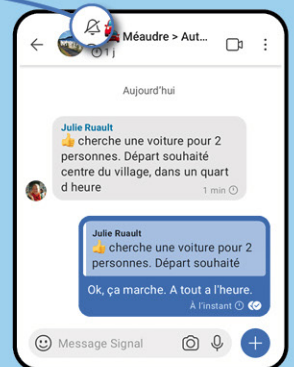 Méaudre > Aut...
1 j
Aujourd'hui
Julie Ruault
👍 cherche une voiture pour 2
personnes. Départ souhaité
centre du village, dans un quart
d heure
1 min
Julie Ruault
👍 cherche une voiture pour 2
personnes. Départ souhaité
Ok, ça marche. A tout a l'heure.
À l'instant
Message Signal